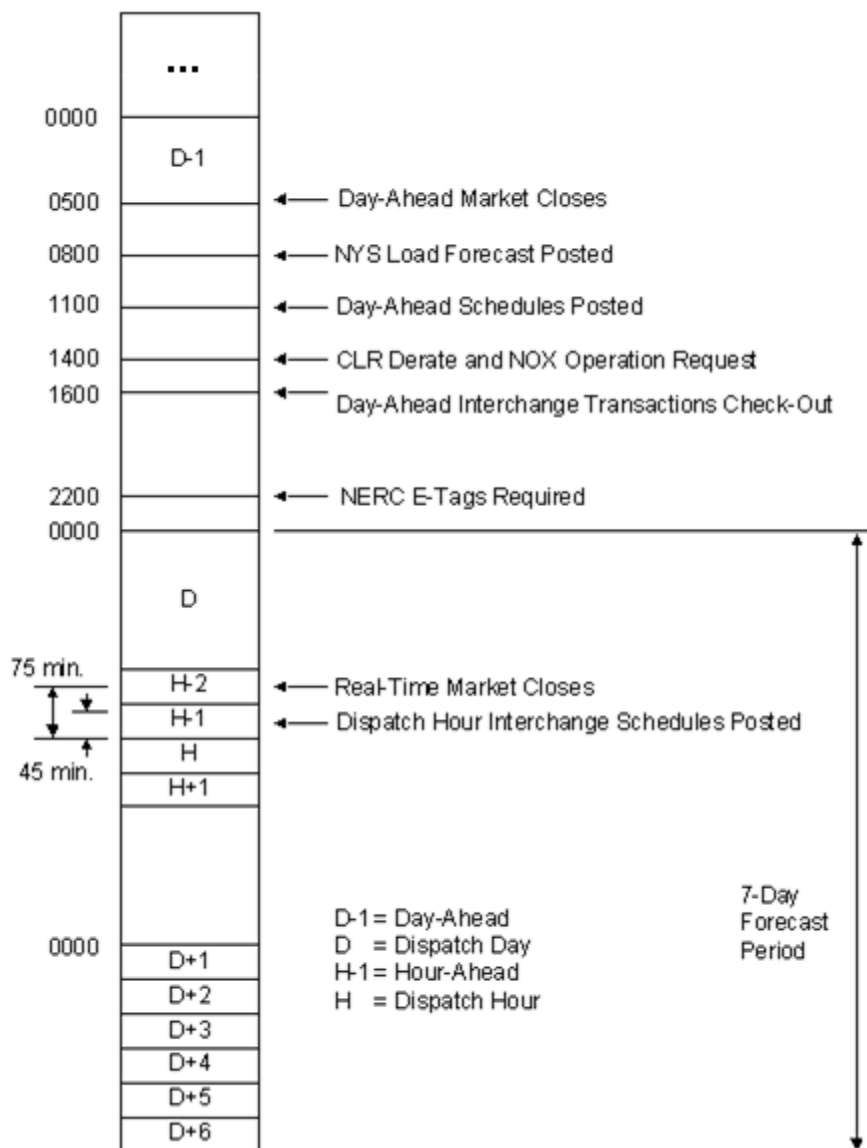 ...
0000
D-1
0500 Day-Ahead Market Closes
0800 NYS Load Forecast Posted
1100 Day-Ahead Schedules Posted
1400 CLR Derate and NOX Operation Request
1600 Day-Ahead Interchange Transactions Check-Out
2200 NERC E-Tags Required
0000
D
75 min.
H-2 Real-Time Market Closes
H-1 Dispatch Hour Interchange Schedules Posted
H
45 min.
H+1
7-Day
Forecast
Period
D-1 = Day-Ahead
D = Dispatch Day
H-1 = Hour-Ahead
H = Dispatch Hour
0000
D+1
D+2
D+3
D+4
D+5
D+6